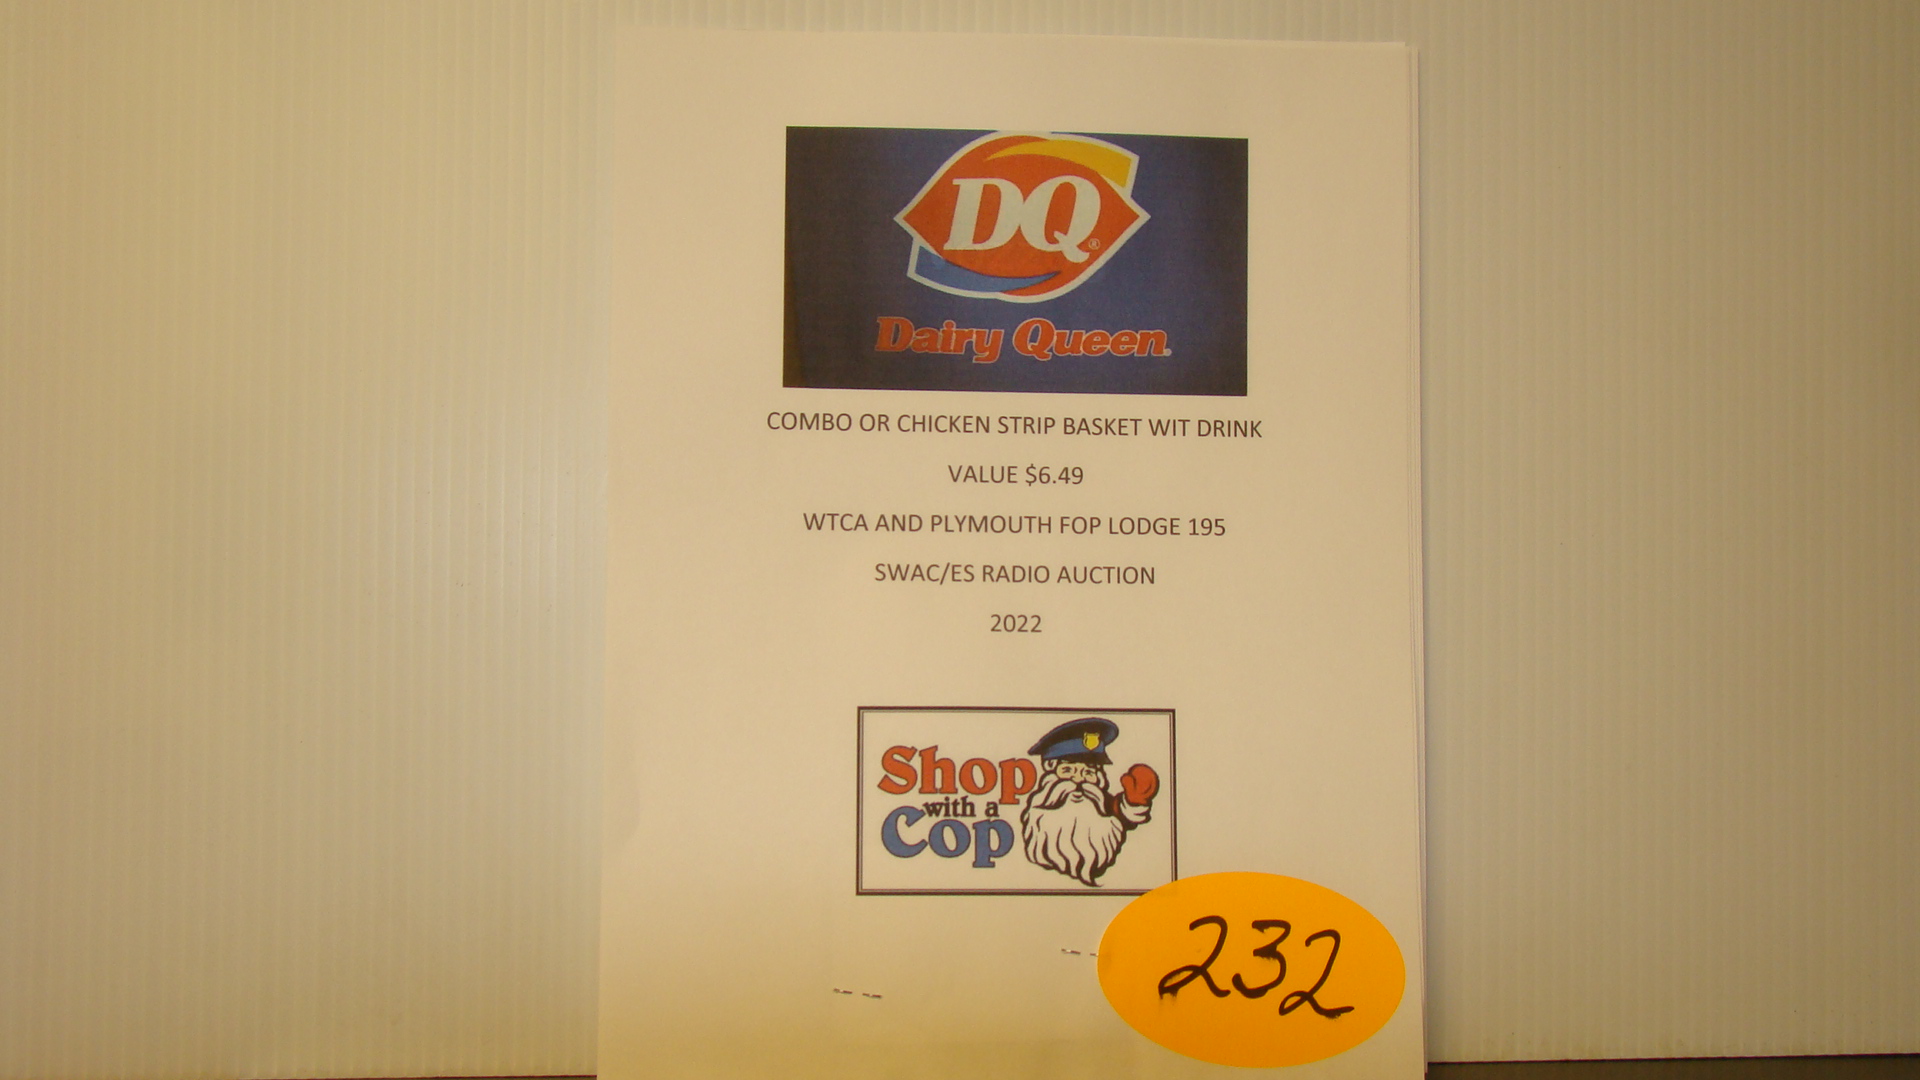 DQ®
Dairy Queen.
COMBO OR CHICKEN STRIP BASKET WIT DRINK
VALUE $6.49
WTCA AND PLYMOUTH FOP LODGE 195
SWAC/ES RADIO AUCTION
2022
Shop
with a
Cop
232